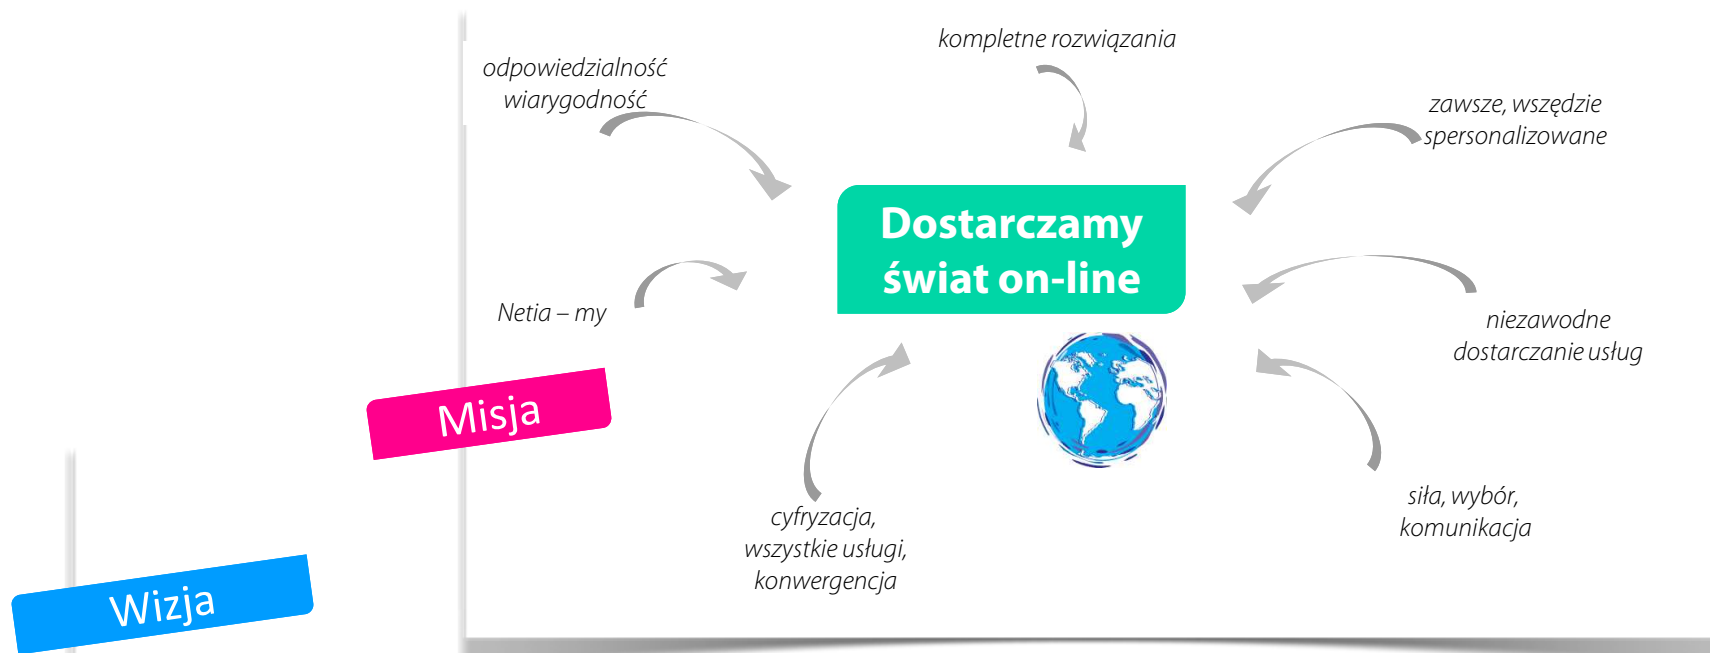 kompletne rozwiązania
odpowiedzialność
wiarygodność
zawsze, wszędzie
spersonalizowane
Dostarczamy
świat on-line
Netia – my
niezawodne
dostarczanie usług
Misja
siła, wybór,
komunikacja
cyfryzacja,
wszystkie usługi,
konwergencja
Wizja